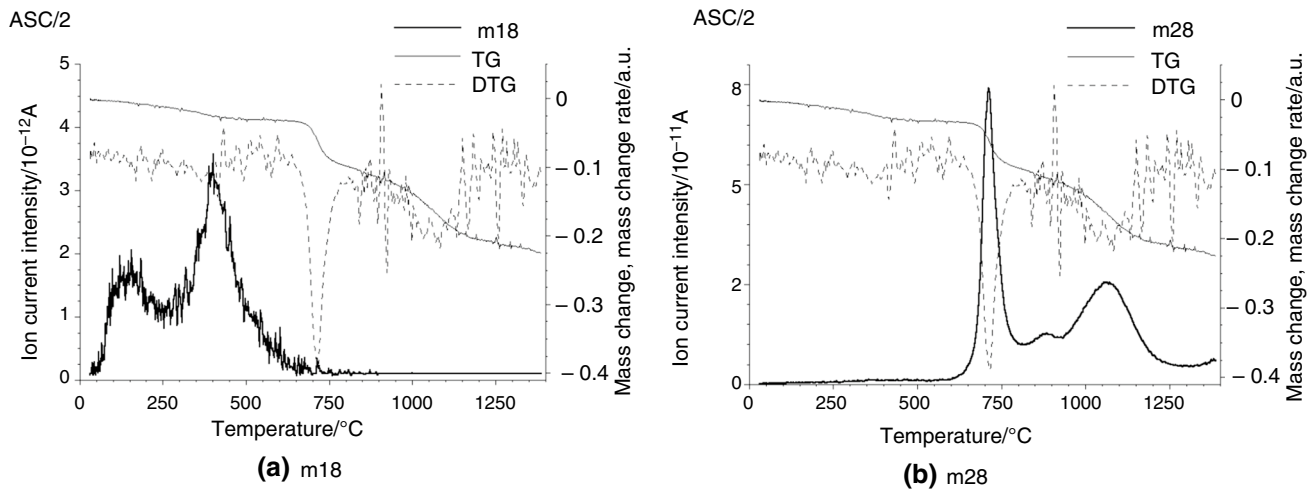 ASC/2
m18
TG
DTG
5
4
3
2
1
0
Ion current intensity/10⁻¹²A
0
−0.1
−0.2
−0.3
−0.4
Mass change, mass change rate/a.u.
0 250 500 750 1000 1250
Temperature/°C
(a) m18
ASC/2
m28
TG
DTG
8
5
2
0
Ion current intensity/10⁻¹¹A
0
−0.1
−0.2
−0.3
−0.4
Mass change, mass change rate/a.u.
0 250 500 750 1000 1250
Temperature/°C
(b) m28